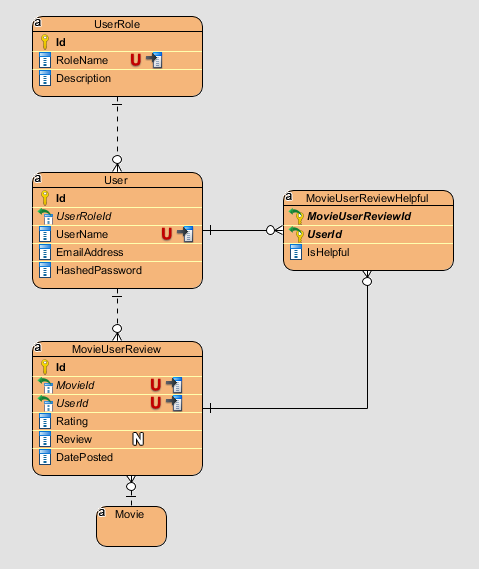 a
UserRole
Id
RoleName U
Description
a
User
Id
UserRoleId
UserName U
EmailAddress
HashedPassword
a
MovieUserReviewHelpful
MovieUserReviewId
UserId
IsHelpful
a
MovieUserReview
Id
MovieId U
UserId U
Rating
Review N
DatePosted
a
Movie